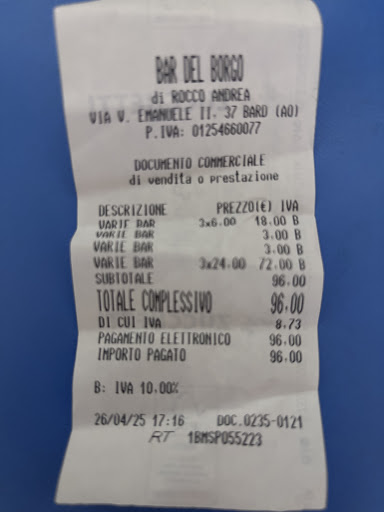 BAR DEL BORGO
di ROCCO ANDREA
VIA V. EMANUELE II. 37 BARD (AO)
P.IVA: 01254660077
DOCUMENTO COMMERCIALE
di vendita o prestazione
DESCRIZIONE PREZZO(€) IVA
VARIE BAR 3x6.00 18.00 B
VARIE BAR 3.00 B
VARIE BAR 3.00 B
VARIE BAR 3x24.00 72.00 B
SUBTOTALE 96.00
TOTALE COMPLESSIVO 96.00
DI CUI IVA 8.73
PAGAMENTO ELETTRONICO 96.00
IMPORTO PAGATO 96.00
B: IVA 10.00%
26/04/25 17:16 DOC.0235-0121
RT 1BMSP055223